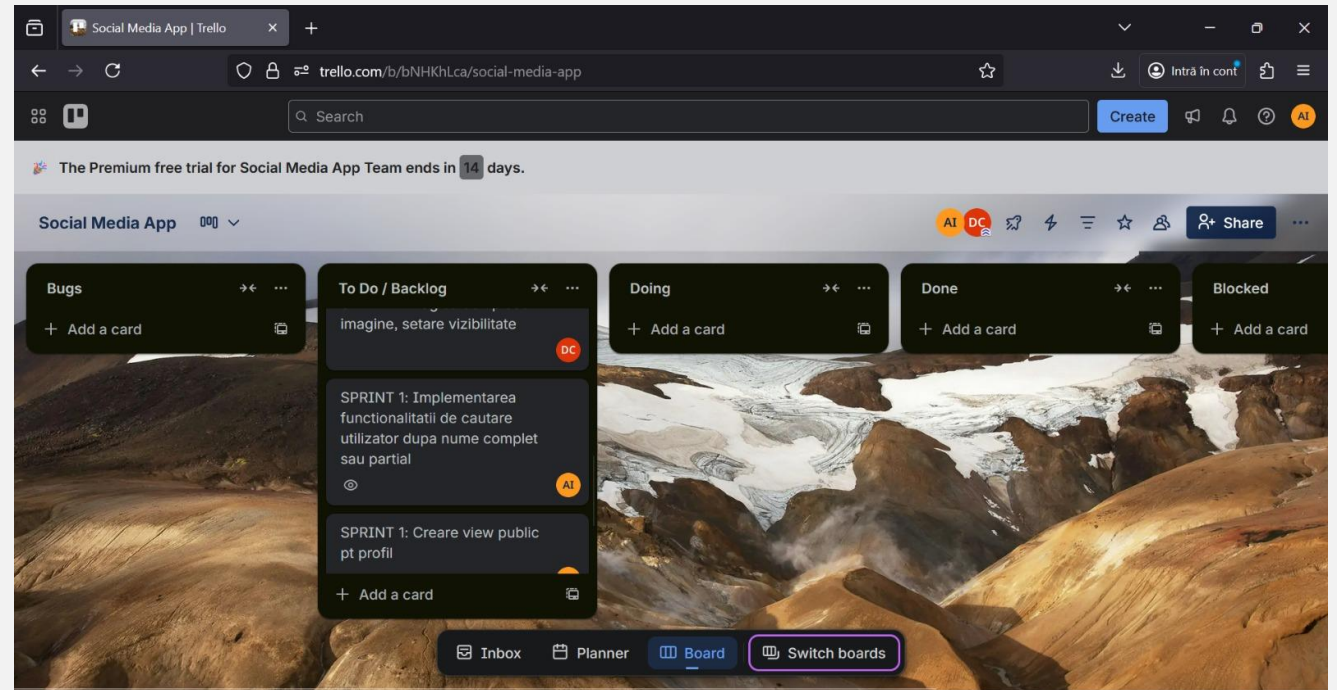 Social Media App | Trello
trello.com/b/bNHKhLca/social-media-app
Intră în cont
Search
Create
AI
The Premium free trial for Social Media App Team ends in 14 days.
Social Media App
AI DC
Share
Bugs
Add a card
To Do / Backlog
imagine, setare vizibilitate
DC
SPRINT 1: Implementarea
functionalitatii de cautare
utilizator dupa nume complet
sau partial
AI
SPRINT 1: Creare view public
pt profil
Add a card
Doing
Add a card
Done
Add a card
Blocked
Add a card
Inbox
Planner
Board
Switch boards